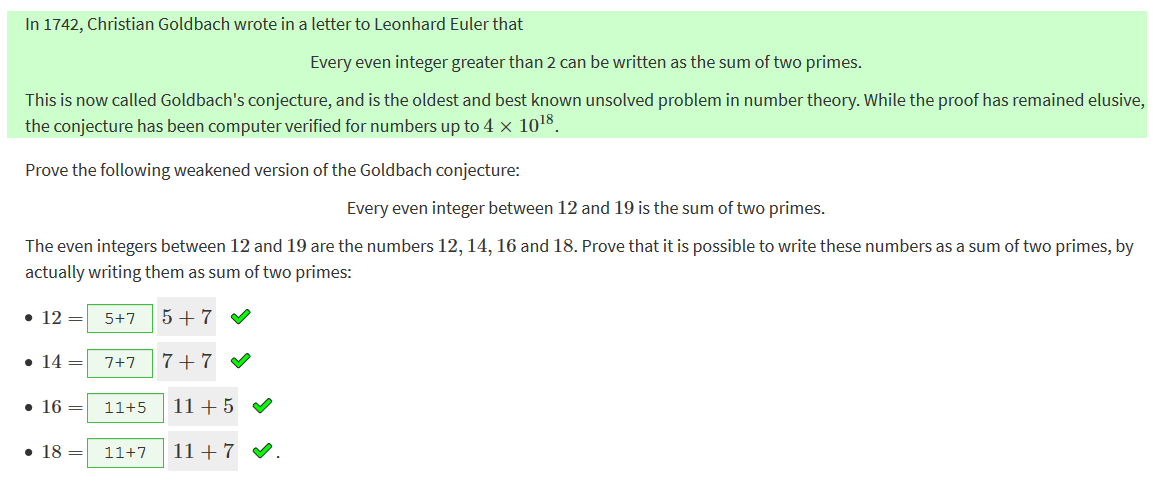 In 1742, Christian Goldbach wrote in a letter to Leonhard Euler that
Every even integer greater than 2 can be written as the sum of two primes.
This is now called Goldbach's conjecture, and is the oldest and best known unsolved problem in number theory. While the proof has remained elusive,
the conjecture has been computer verified for numbers up to 4 × 10¹⁸.
Prove the following weakened version of the Goldbach conjecture:
Every even integer between 12 and 19 is the sum of two primes.
The even integers between 12 and 19 are the numbers 12, 14, 16 and 18. Prove that it is possible to write these numbers as a sum of two primes, by
actually writing them as sum of two primes:
• 12 = 5+7 5 + 7
• 14 = 7+7 7 + 7
• 16 = 11+5 11 + 5
• 18 = 11+7 11 + 7 .